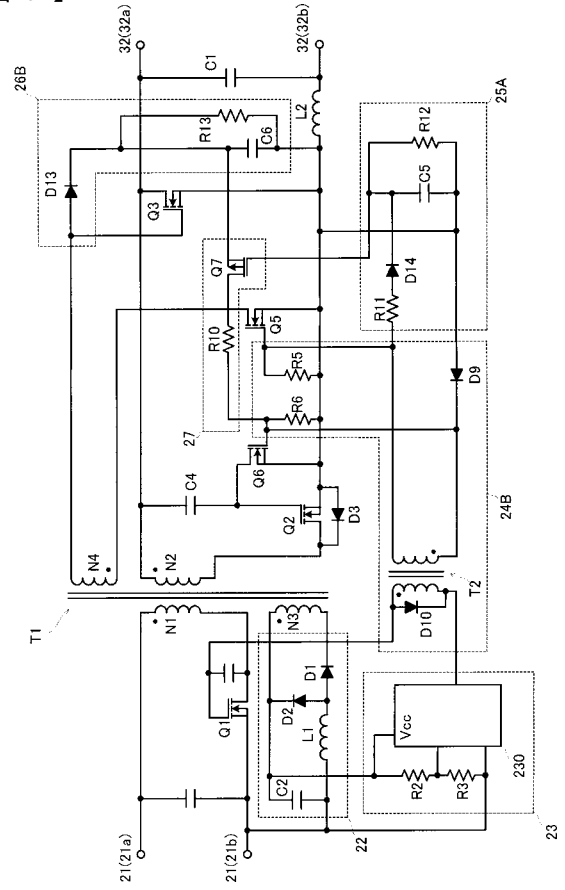 26B
32(32a)
32(32b)
C1
L2
R13
C6
25A
R12
C5
D13
Q3
Q7
D14
R11
R10
Q5
R5
27
R6
D9
Q6
C4
Q2
D3
24B
N4
N2
T1
T2
N1
N3
D10
Q1
D1
D2
L1
C2
22
Vcc
R2
R3
230
23
21(21a)
21(21b)